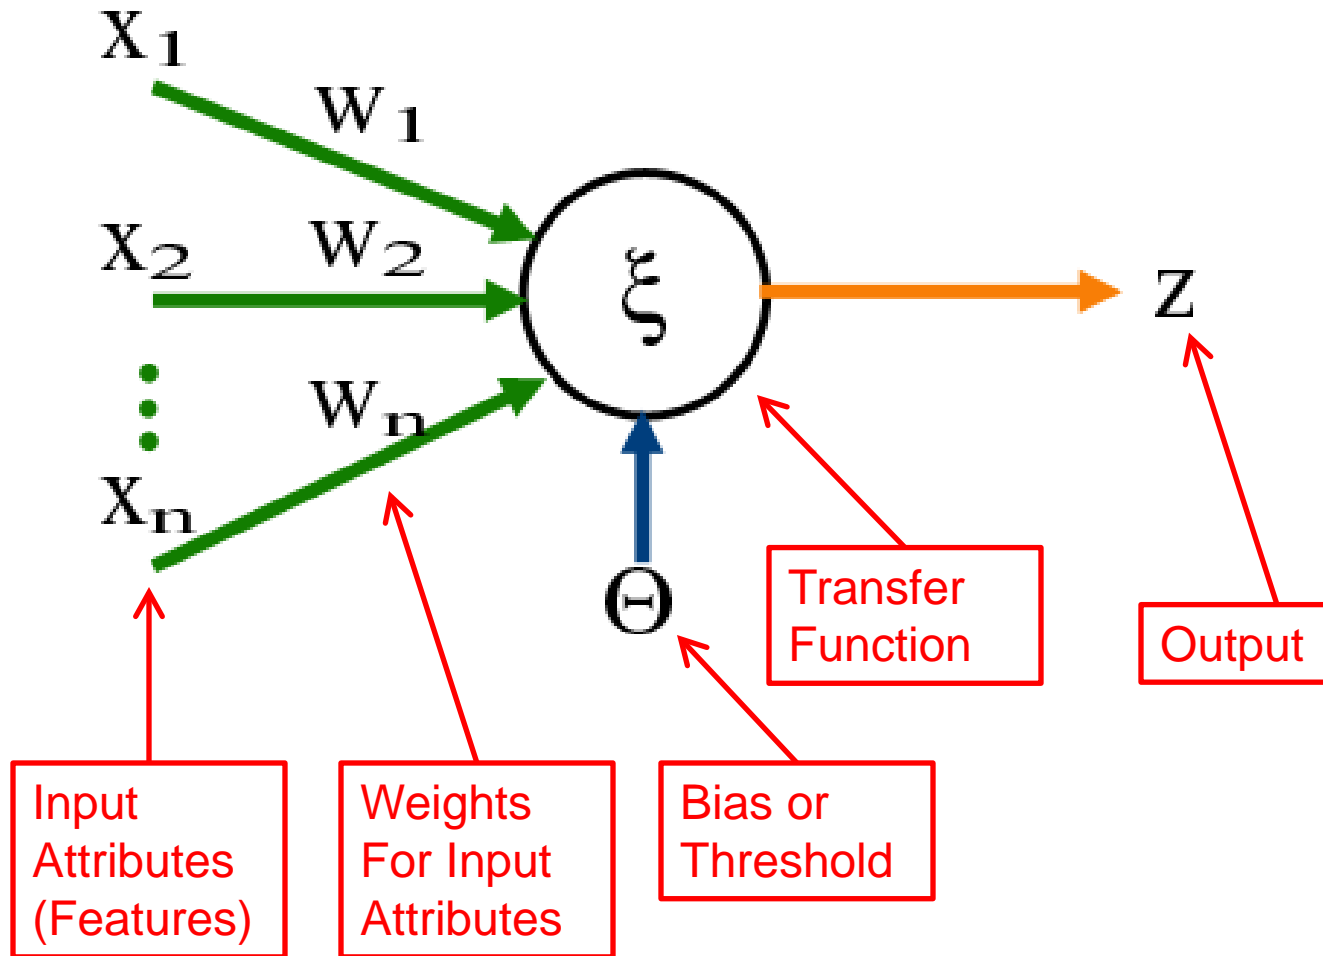 X1
W1
X2
W2
ξ
Z
Wn
Xn
Θ
Transfer
Function
Output
Input
Attributes
(Features)
Weights
For Input
Attributes
Bias or
Threshold